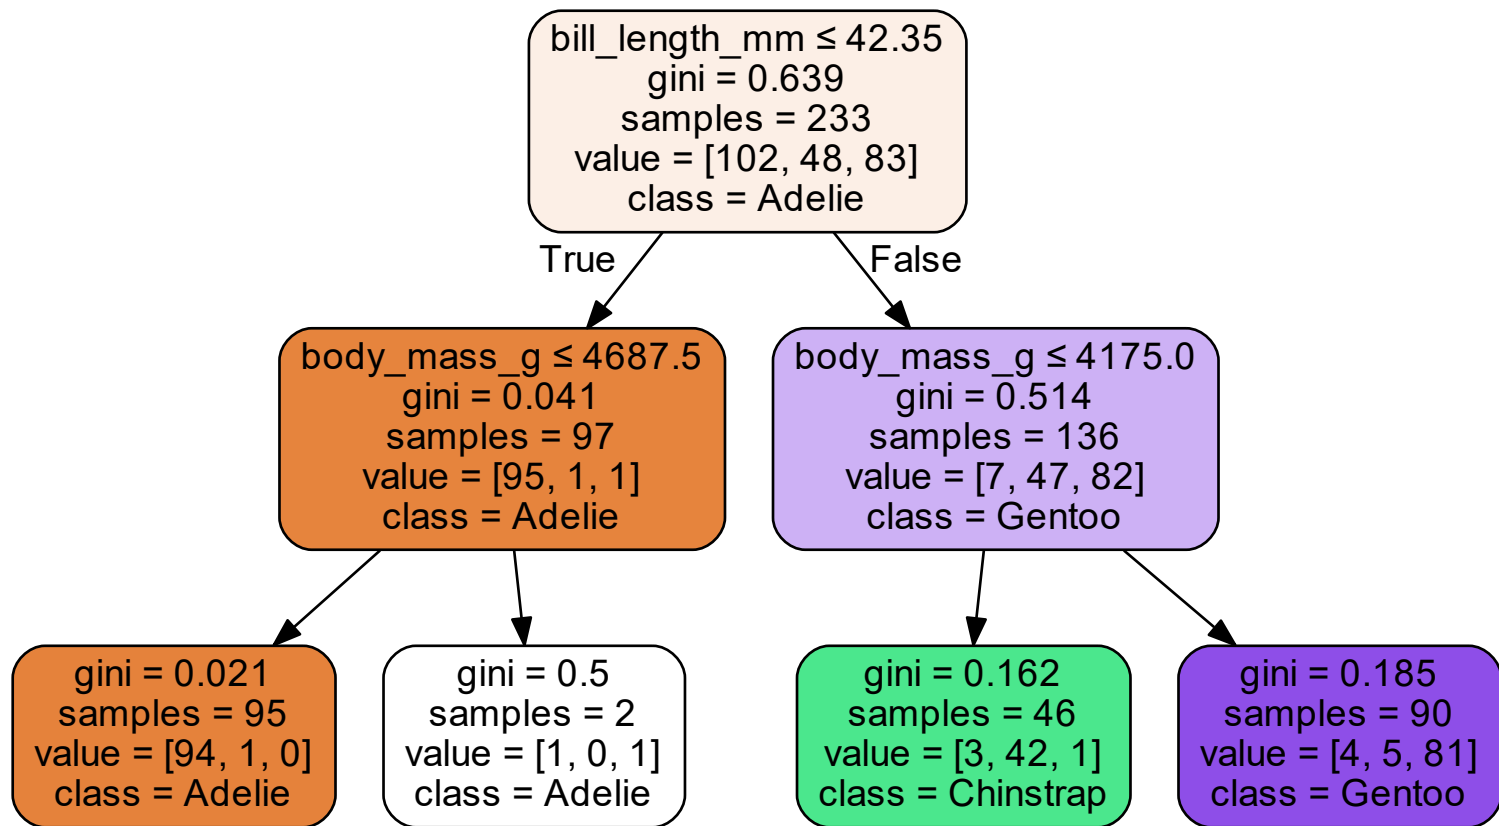 bill_length_mm ≤ 42.35
gini = 0.639
samples = 233
value = [102, 48, 83]
class = Adelie
True
False
body_mass_g ≤ 4687.5
gini = 0.041
samples = 97
value = [95, 1, 1]
class = Adelie
body_mass_g ≤ 4175.0
gini = 0.514
samples = 136
value = [7, 47, 82]
class = Gentoo
gini = 0.021
samples = 95
value = [94, 1, 0]
class = Adelie
gini = 0.5
samples = 2
value = [1, 0, 1]
class = Adelie
gini = 0.162
samples = 46
value = [3, 42, 1]
class = Chinstrap
gini = 0.185
samples = 90
value = [4, 5, 81]
class = Gentoo